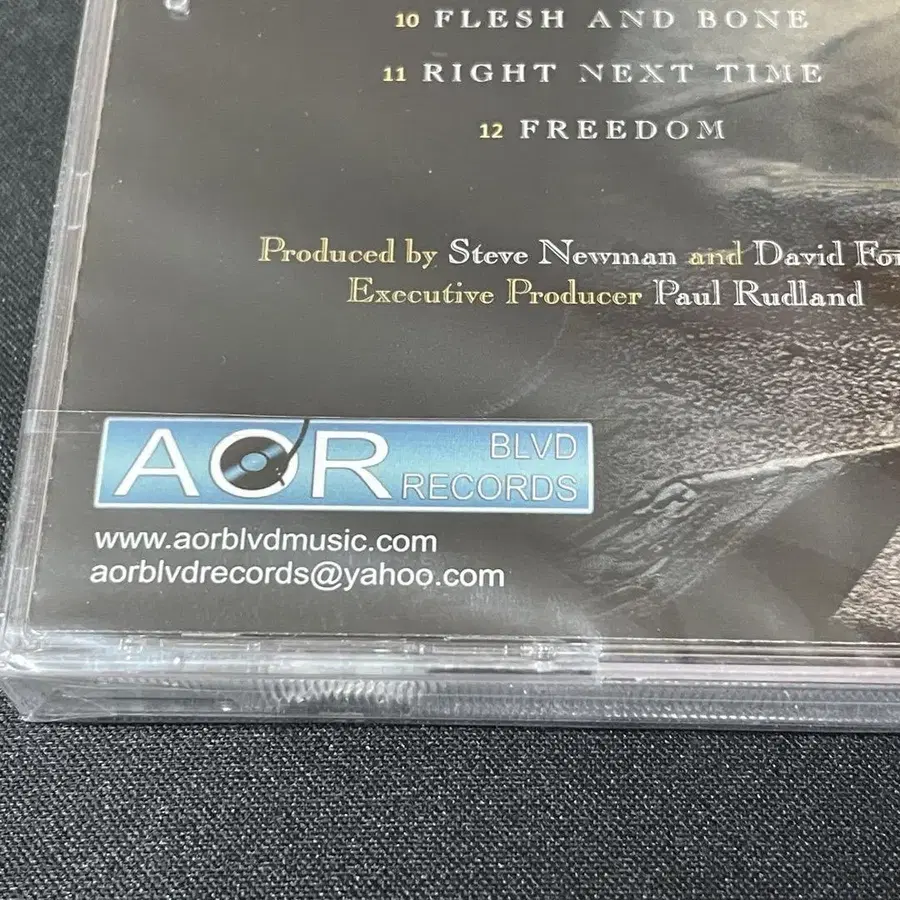 10 FLESH AND BONE
11 RIGHT NEXT TIME
12 FREEDOM
Produced by Steve Newman and David
Executive Producer Paul Rudland
AOR BLVD RECORDS
www.aorblvdmusic.com
aorblvdrecords@yahoo.com